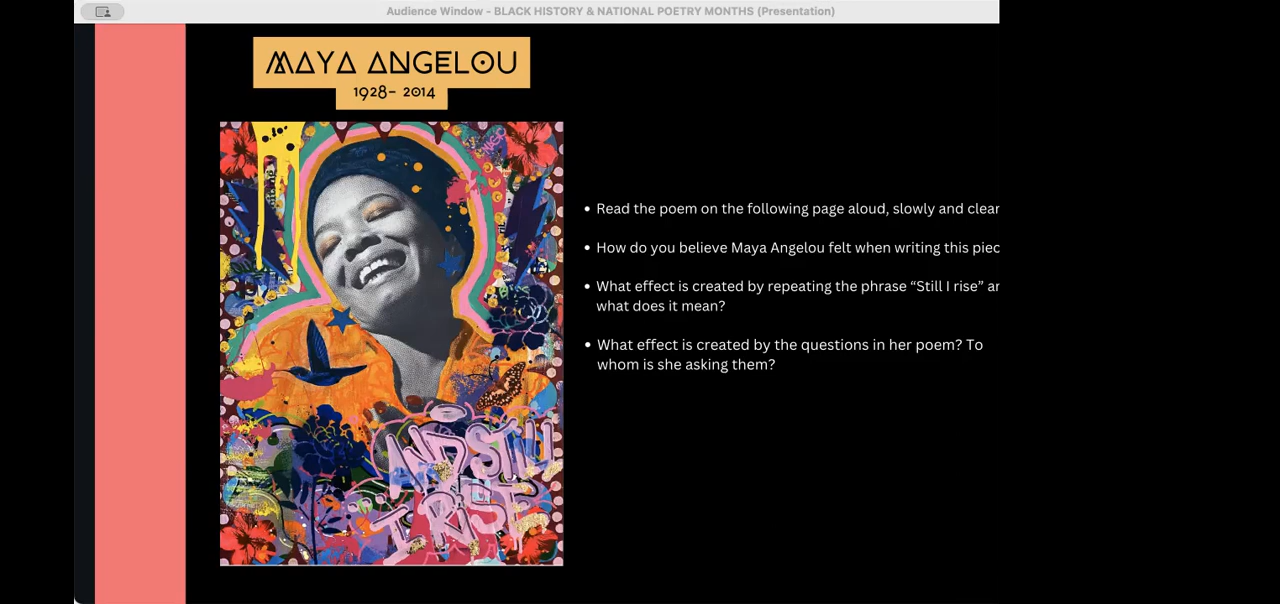 Audience Window - BLACK HISTORY & NATIONAL POETRY MONTHS (Presentation)
MAYA ANGELOU
1928- 2014
• Read the poem on the following page aloud, slowly and clear
• How do you believe Maya Angelou felt when writing this piec
• What effect is created by repeating the phrase “Still I rise” ar
what does it mean?
• What effect is created by the questions in her poem? To
whom is she asking them?
AND STILL
I RISE